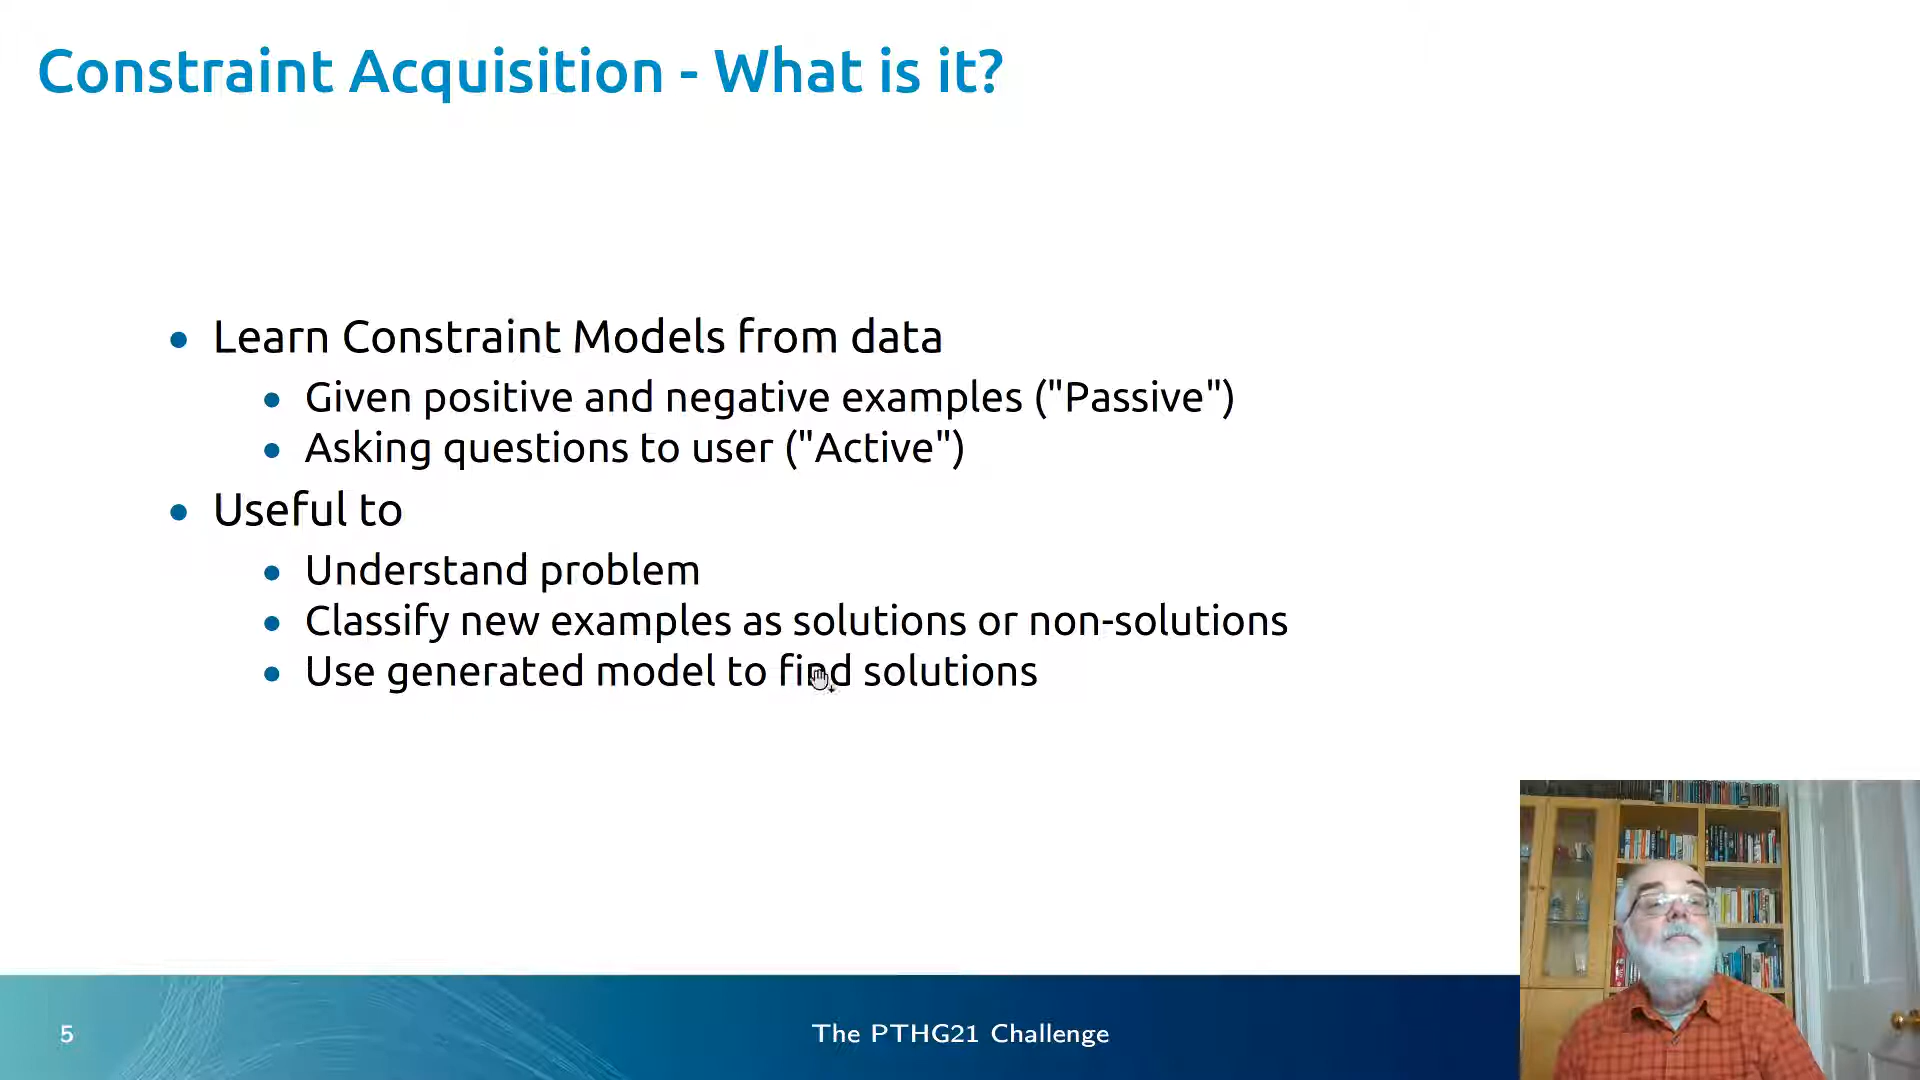 Constraint Acquisition - What is it?
Learn Constraint Models from data
Given positive and negative examples ("Passive")
Asking questions to user ("Active")
Useful to
Understand problem
Classify new examples as solutions or non-solutions
Use generated model to find solutions
5
The PTHG21 Challenge